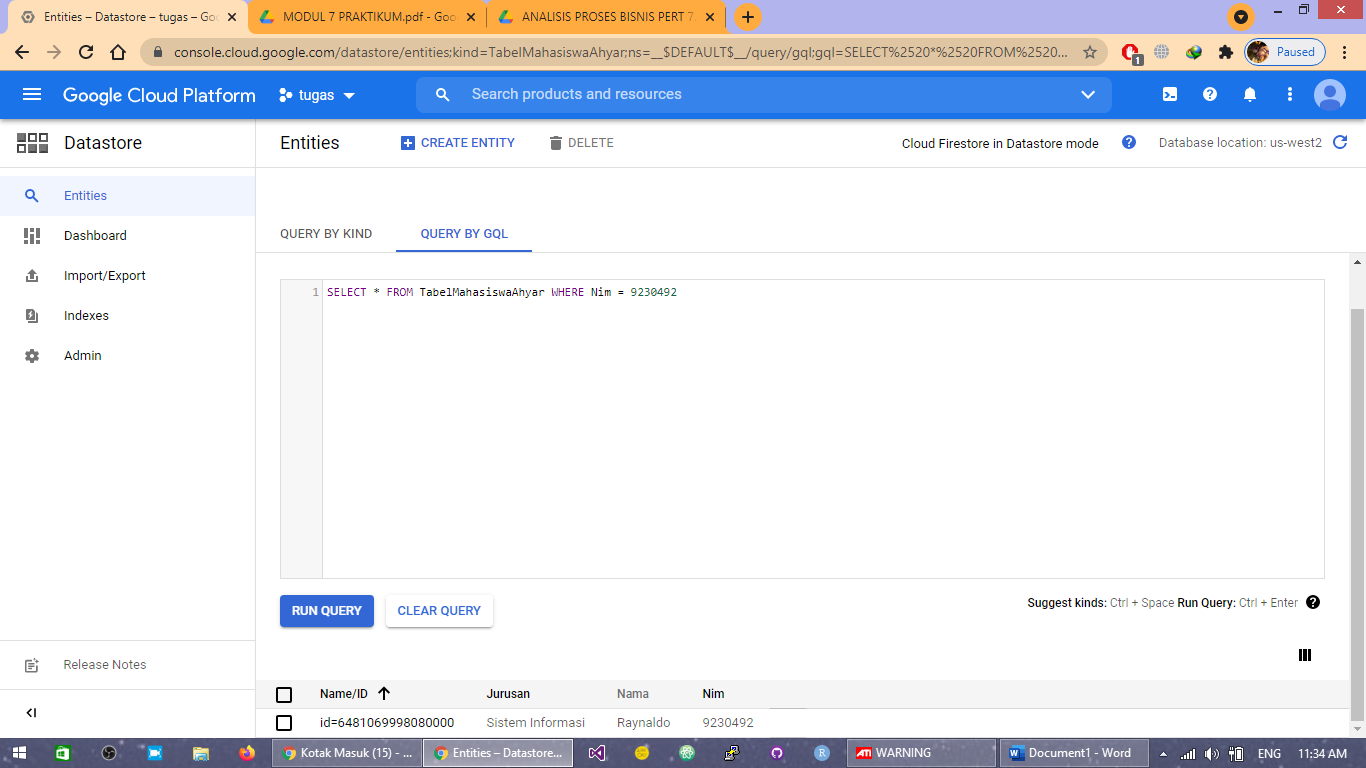 Entities – Datastore – tugas – Goo
MODUL 7 PRAKTIKUM.pdf - Goo
ANALISIS PROSES BISNIS PERT 7.
console.cloud.google.com/datastore/entities;kind=TabelMahasiswaAhyar;ns=__$DEFAULT$__/query/gql;gql=SELECT%2520*%2520FROM%2520...
1
Paused
Google Cloud Platform
tugas
Search products and resources
Datastore
Entities
CREATE ENTITY
DELETE
Cloud Firestore in Datastore mode
Database location: us-west2
Entities
Dashboard
Import/Export
Indexes
Admin
Release Notes
QUERY BY KIND
QUERY BY GQL
1 SELECT * FROM TabelMahasiswaAhyar WHERE Nim = 9230492
RUN QUERY
CLEAR QUERY
Suggest kinds: Ctrl + Space Run Query: Ctrl + Enter
Name/ID Jurusan Nama Nim
id=6481069998080000 Sistem Informasi Raynaldo 9230492
Kotak Masuk (15) - ...
Entities – Datastore...
R
ATI WARNING
Document1 - Word
ENG
11:34 AM